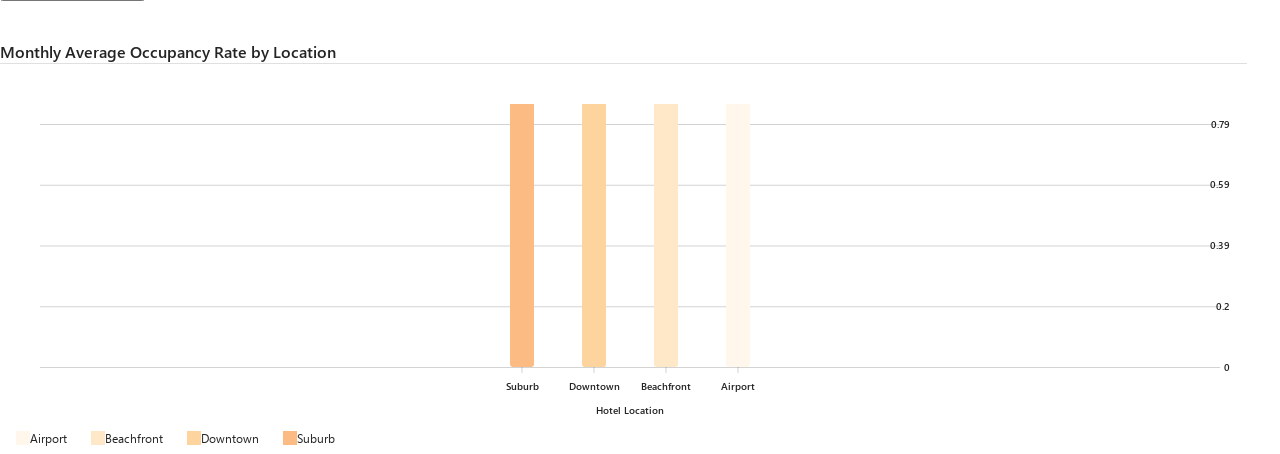 Monthly Average Occupancy Rate by Location
0.79
0.59
0.39
0.2
0
Suburb Downtown Beachfront Airport
Hotel Location
Airport Beachfront Downtown Suburb